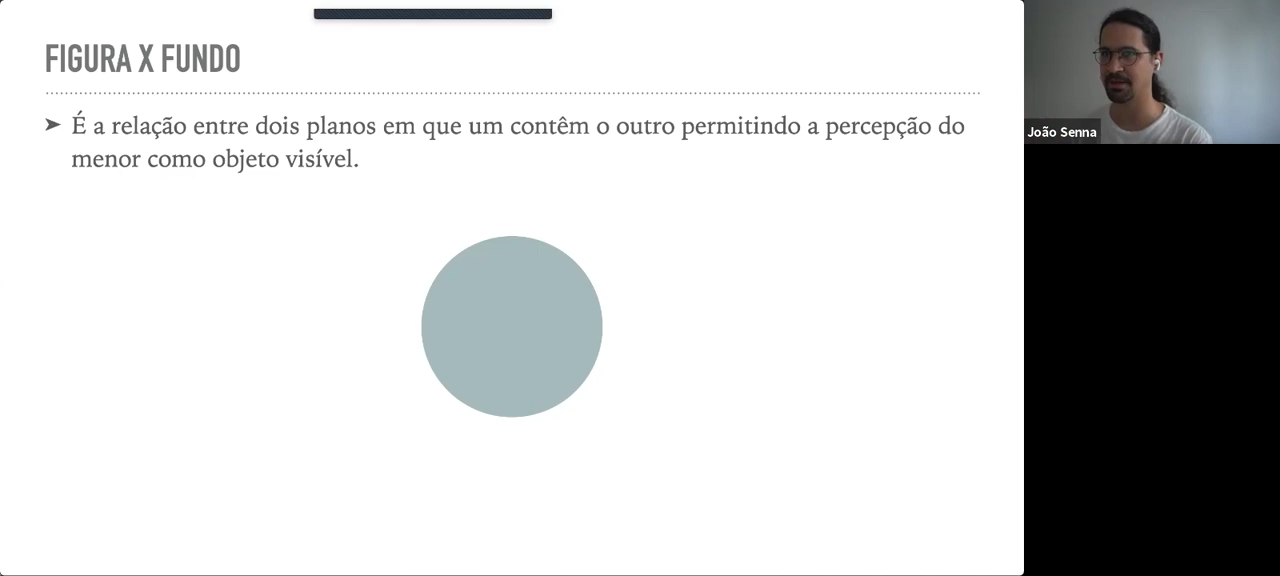 FIGURA X FUNDO
➤ É a relação entre dois planos em que um contêm o outro permitindo a percepção do
menor como objeto visível.
João Senna